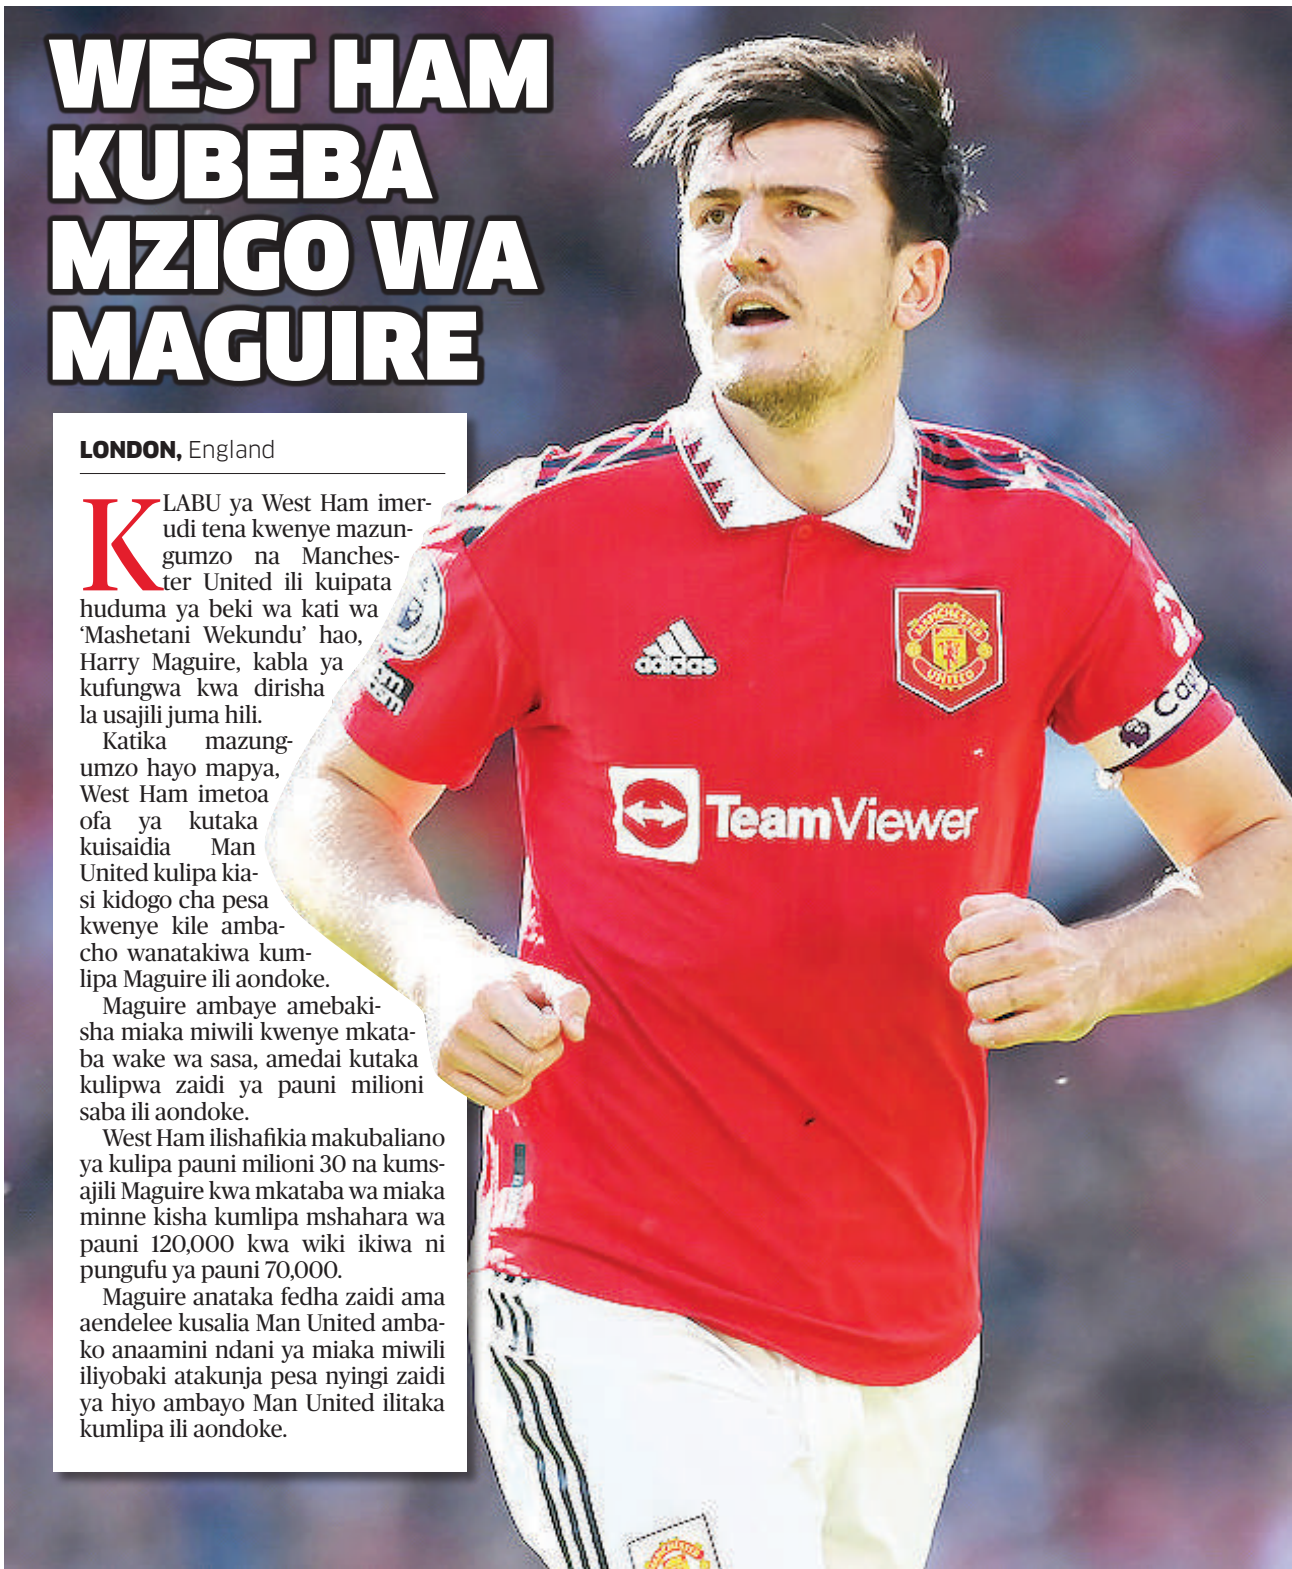 WEST HAM
KUBEBA
MZIGO WA
MAGUIRE
LONDON, England
KLABU ya West Ham imer-
udi tena kwenye mazun-
gumzo na Manches-
ter United ili kuipata
huduma ya beki wa kati wa
‘Mashetani Wekundu’ hao,
Harry Maguire, kabla ya
kufungwa kwa dirisha
la usajili juma hili.
Katika mazung-
umzo hayo mapya,
West Ham imetoa
ofa ya kutaka
kuisaidia Man
United kulipa kia-
si kidogo cha pesa
kwenye kile amba-
cho wanatakiwa kum-
lipa Maguire ili aondoke.
Maguire ambaye amebaki-
sha miaka miwili kwenye mkata-
ba wake wa sasa, amedai kutaka
kulipwa zaidi ya pauni milioni
saba ili aondoke.
West Ham ilishafikia makubaliano
ya kulipa pauni milioni 30 na kums-
ajili Maguire kwa mkataba wa miaka
minne kisha kumlipa mshahara wa
pauni 120,000 kwa wiki ikiwa ni
pungufu ya pauni 70,000.
Maguire anataka fedha zaidi ama
aendelee kusalia Man United amba-
ko anaamini ndani ya miaka miwili
iliyobaki atakunja pesa nyingi zaidi
ya hiyo ambayo Man United ilitaka
kumlipa ili aondoke.
adidas
MANCHESTER
UNITED
Cap
TeamViewer